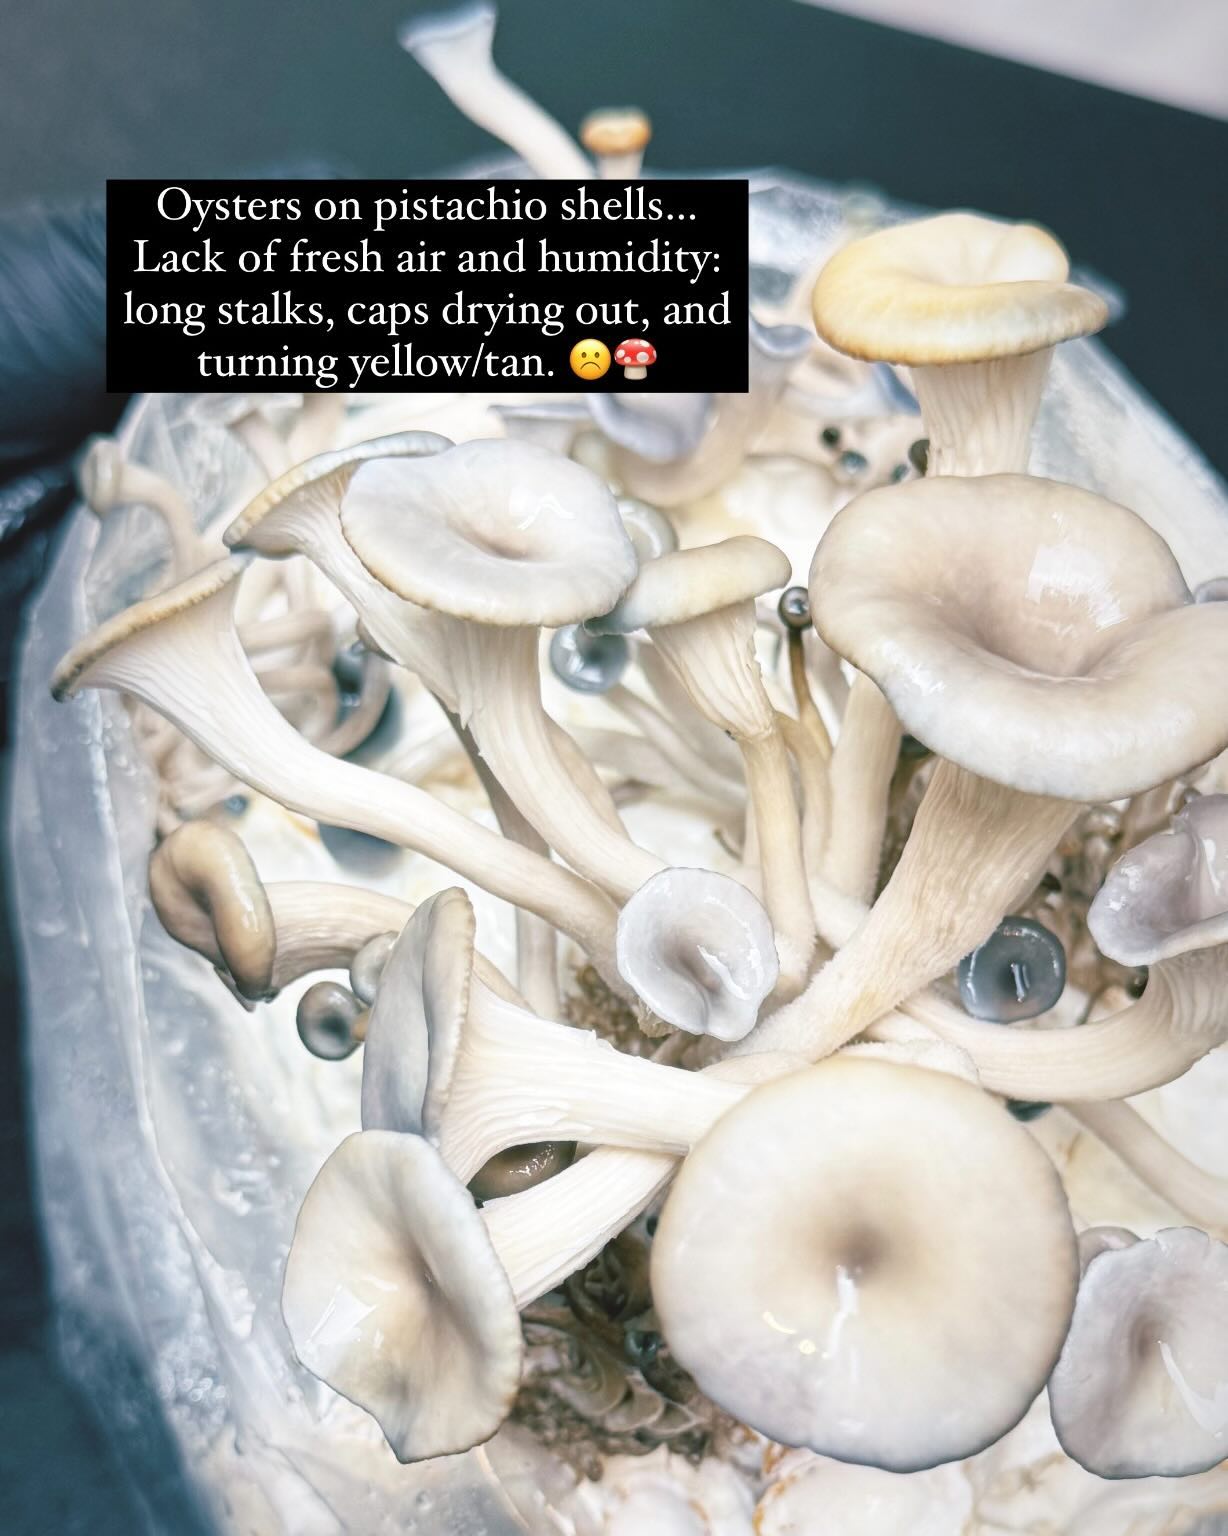 Oysters on pistachio shells...
Lack of fresh air and humidity:
long stalks, caps drying out, and
turning yellow/tan. ☹️🍄